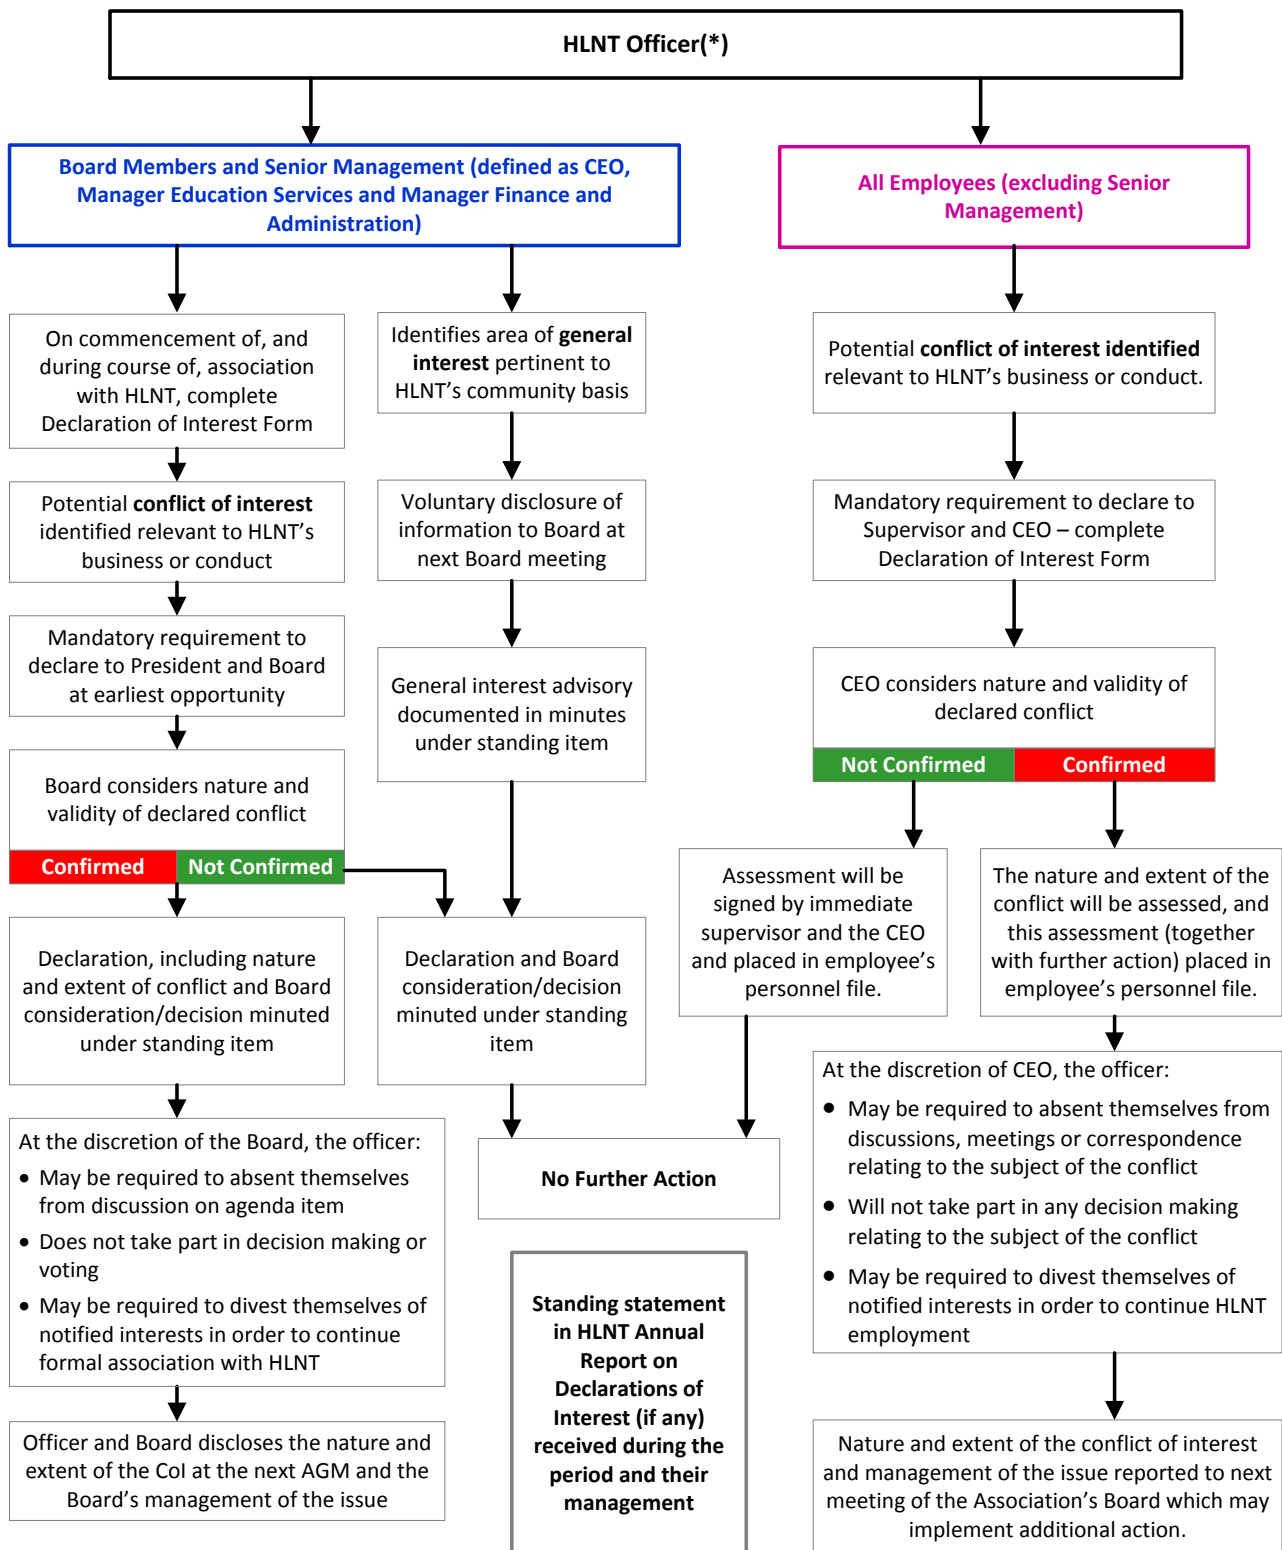 HLNT Officer(*)
Board Members and Senior Management (defined as CEO,
Manager Education Services and Manager Finance and
Administration)
All Employees (excluding Senior
Management)
On commencement of, and
during course of, association
with HLNT, complete
Declaration of Interest Form
Identifies area of general
interest pertinent to
HLNT’s community basis
Potential conflict of interest identified
relevant to HLNT’s business or conduct.
Potential conflict of interest
identified relevant to HLNT’s
business or conduct
Voluntary disclosure of
information to Board at
next Board meeting
Mandatory requirement to declare to
Supervisor and CEO – complete
Declaration of Interest Form
Mandatory requirement to
declare to President and Board
at earliest opportunity
General interest advisory
documented in minutes
under standing item
CEO considers nature and validity of
declared conflict
Not Confirmed
Confirmed
Board considers nature and
validity of declared conflict
Confirmed
Not Confirmed
Assessment will be
signed by immediate
supervisor and the CEO
and placed in employee’s
personnel file.
The nature and extent of the
conflict will be assessed, and
this assessment (together
with further action) placed in
employee’s personnel file.
Declaration, including nature
and extent of conflict and Board
consideration/decision minuted
under standing item
Declaration and Board
consideration/decision
minuted under standing
item
At the discretion of CEO, the officer:
• May be required to absent themselves from
discussions, meetings or correspondence
relating to the subject of the conflict
• Will not take part in any decision making
relating to the subject of the conflict
• May be required to divest themselves of
notified interests in order to continue HLNT
employment
At the discretion of the Board, the officer:
• May be required to absent themselves
from discussion on agenda item
• Does not take part in decision making or
voting
• May be required to divest themselves of
notified interests in order to continue
formal association with HLNT
No Further Action
Standing statement
in HLNT Annual
Report on
Declarations of
Interest (if any)
received during the
period and their
management
Officer and Board discloses the nature and
extent of the CoI at the next AGM and the
Board’s management of the issue
Nature and extent of the conflict of interest
and management of the issue reported to next
meeting of the Association’s Board which may
implement additional action.